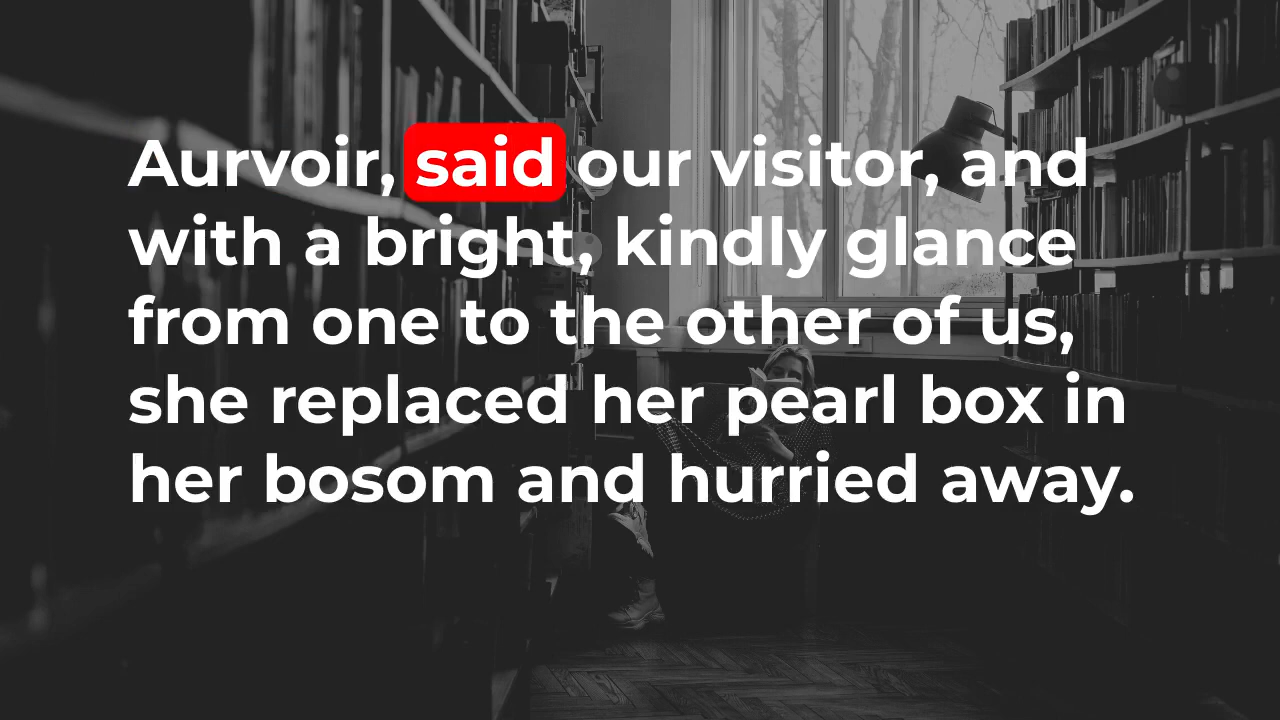 Aurvoir, said our visitor, and
with a bright, kindly glance
from one to the other of us,
she replaced her pearl box in
her bosom and hurried away.